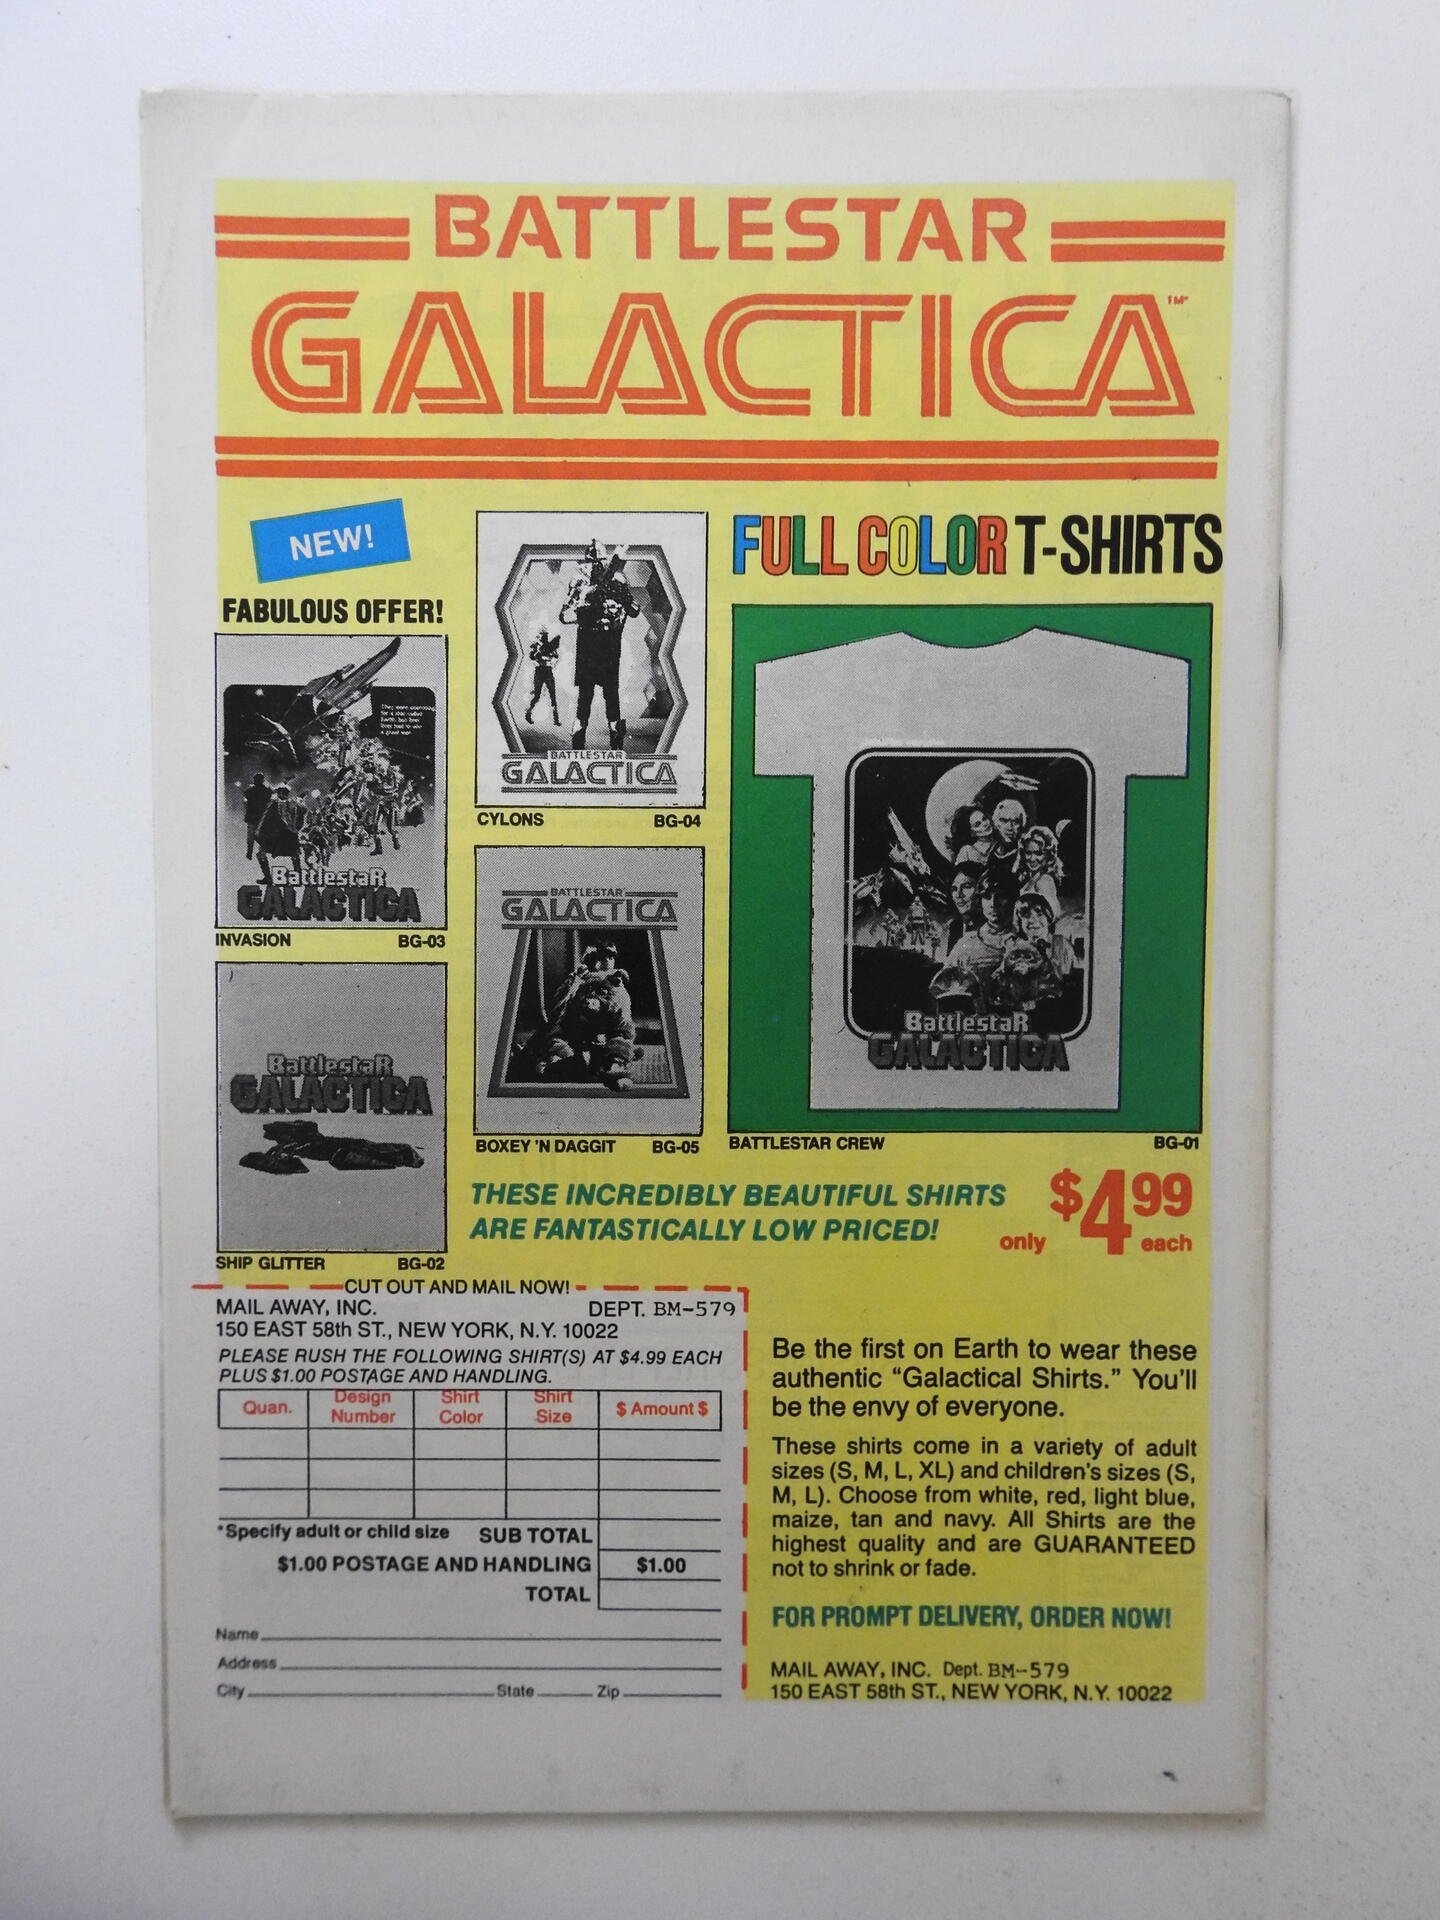 BATTLESTAR
GALACTICA™
NEW!
FABULOUS OFFER!
FULL COLOR T-SHIRTS
BattlestaR
GALACTICA
INVASION BG-03
BATTLESTAR
GALACTICA
CYLONS BG-04
BattlestaR
GALACTICA
SHIP GLITTER BG-02
BATTLESTAR
GALACTICA
BOXEY 'N DAGGIT BG-05
BattlestaR
GALACTICA
BATTLESTAR CREW BG-01
THESE INCREDIBLY BEAUTIFUL SHIRTS
ARE FANTASTICALLY LOW PRICED!
only $4.99 each
CUT OUT AND MAIL NOW!
MAIL AWAY, INC. DEPT. BM-579
150 EAST 58th ST., NEW YORK, N.Y. 10022
PLEASE RUSH THE FOLLOWING SHIRT(S) AT $4.99 EACH
PLUS $1.00 POSTAGE AND HANDLING.
Quan. Design Number Shirt Color Shirt Size $ Amount $
*Specify adult or child size SUB TOTAL
$1.00 POSTAGE AND HANDLING $1.00
TOTAL
Name
Address
City State Zip
Be the first on Earth to wear these
authentic “Galactical Shirts.” You'll
be the envy of everyone.
These shirts come in a variety of adult
sizes (S, M, L, XL) and children's sizes (S,
M, L). Choose from white, red, light blue,
maize, tan and navy. All Shirts are the
highest quality and are GUARANTEED
not to shrink or fade.
FOR PROMPT DELIVERY, ORDER NOW!
MAIL AWAY, INC. Dept. BM--579
150 EAST 58th ST., NEW YORK, N.Y. 10022